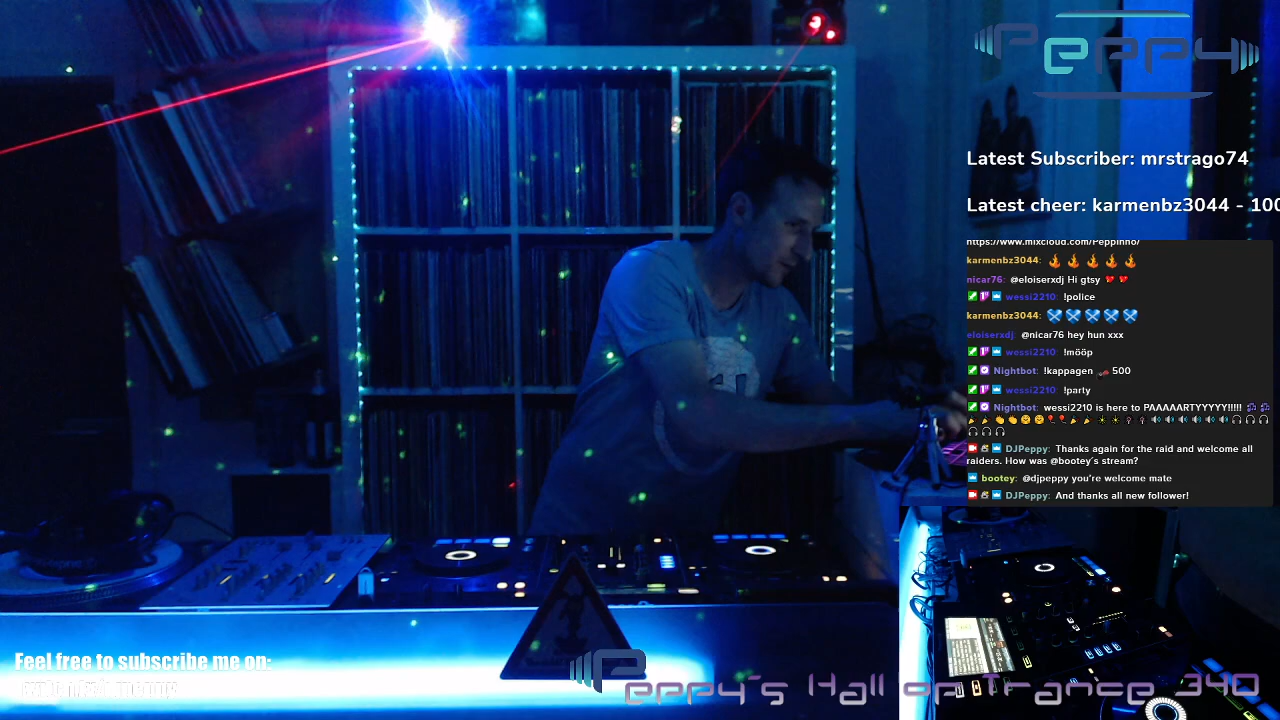 Peppy
Latest Subscriber: mrstrago74
Latest cheer: karmenbz3044 - 100
https://www.mixcloud.com/Peppinho/
karmenbz3044:
nicar76: @eloiserxdj Hi gtsy
wessi2210: !police
karmenbz3044:
eloiserxdj: @nicar76 hey hun xxx
wessi2210: !mööp
Nightbot: !kappagen 500
wessi2210: !party
Nightbot: wessi2210 is here to PAAAAARTYYYYY!!!!!
DJPeppy: Thanks again for the raid and welcome all
raiders. How was @bootey's stream?
bootey: @djpeppy you're welcome mate
DJPeppy: And thanks all new follower!
Feel free to subscribe me on:
Peppy's Hall of Trance 340